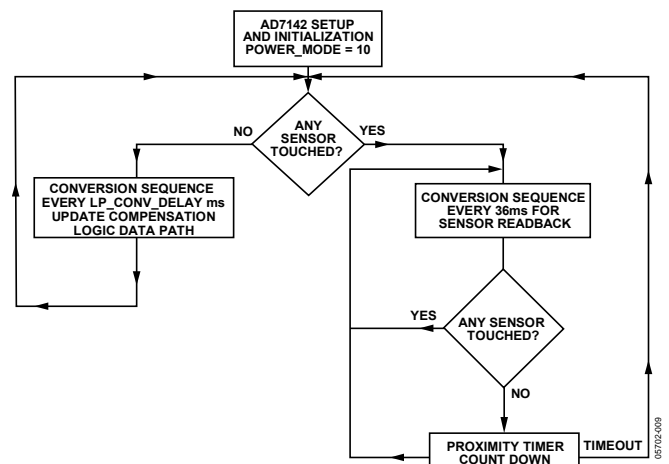 AD7142 SETUP
AND INITIALIZATION
POWER_MODE = 10
NO
ANY
SENSOR
TOUCHED?
YES
CONVERSION SEQUENCE
EVERY LP_CONV_DELAY ms
UPDATE COMPENSATION
LOGIC DATA PATH
CONVERSION SEQUENCE
EVERY 36ms FOR
SENSOR READBACK
YES
ANY SENSOR
TOUCHED?
NO
PROXIMITY TIMER
COUNT DOWN
TIMEOUT
05702-009